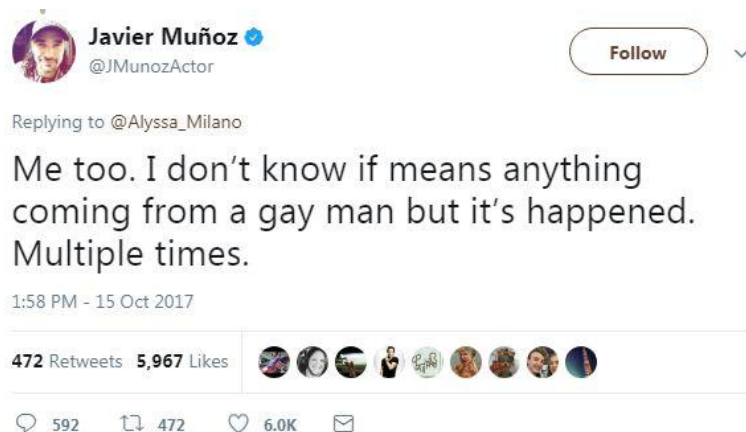 Javier Muñoz
@JMunozActor
Follow
Replying to @Alyssa_Milano
Me too. I don't know if means anything
coming from a gay man but it's happened.
Multiple times.
1:58 PM - 15 Oct 2017
472 Retweets 5,967 Likes
592 472 6.0K